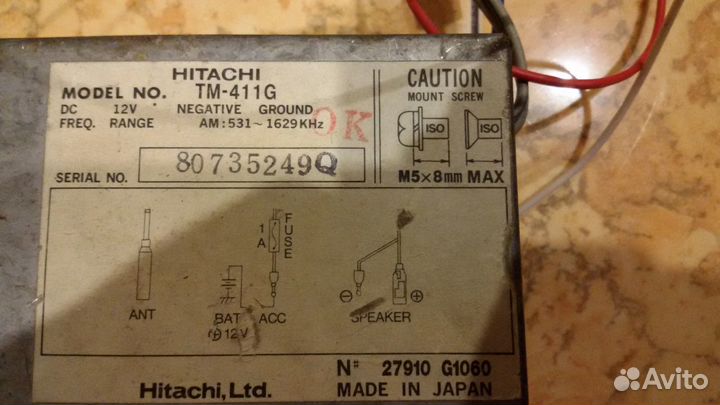 HITACHI
MODEL NO. TM-411G
DC 12V NEGATIVE GROUND
FREQ. RANGE AM:531~1629KHz
OK
SERIAL NO. 80735249Q
CAUTION
MOUNT SCREW
ISO ISO
M5×8mm MAX
1A FUSE
ANT
BAT ACC
(+) 12V
⊖ ⊕
SPEAKER
Nº 27910 G1060
Hitachi, Ltd. MADE IN JAPAN
Avito